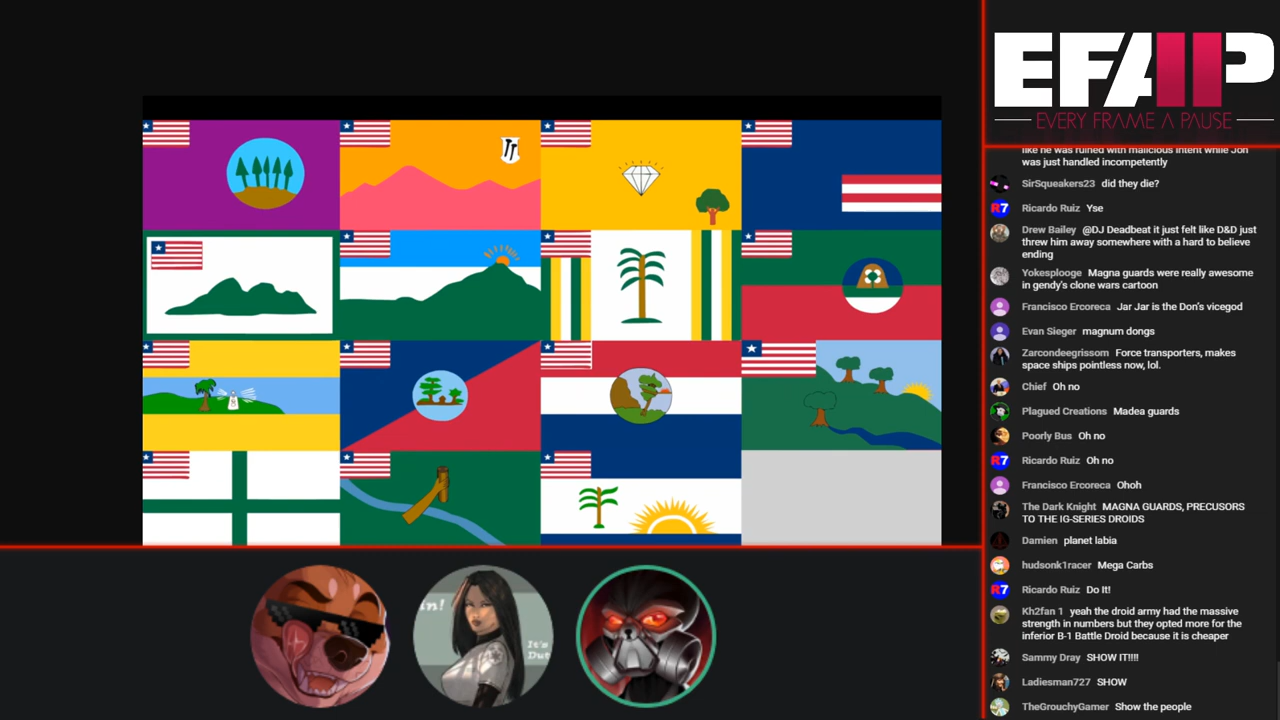 EFAP
EVERY FRAME A PAUSE
like he was ruined with malicious intent while Jon
was just handled incompetently
SirSqueakers23 did they die?
R7 Ricardo Ruiz Yse
Drew Bailey @DJ Deadbeat it just felt like D&D just
threw him away somewhere with a hard to believe
ending
Yokesplooge Magna guards were really awesome
in gendy's clone wars cartoon
Francisco Ercoreca Jar Jar is the Don's vicegod
Evan Sieger magnum dongs
Zarcondeegrissom Force transporters, makes
space ships pointless now, lol.
Chief Oh no
Plagued Creations Madea guards
Poorly Bus Oh no
R7 Ricardo Ruiz Oh no
Francisco Ercoreca Ohoh
The Dark Knight MAGNA GUARDS, PRECUSORS
TO THE IG-SERIES DROIDS
Damien planet labia
hudsonk1racer Mega Carbs
R7 Ricardo Ruiz Do It!
Kh2fan 1 yeah the droid army had the massive
strength in numbers but they opted more for the
inferior B-1 Battle Droid because it is cheaper
Sammy Dray SHOW IT!!!!
Ladiesman727 SHOW
TheGrouchyGamer Show the people
in!
It's